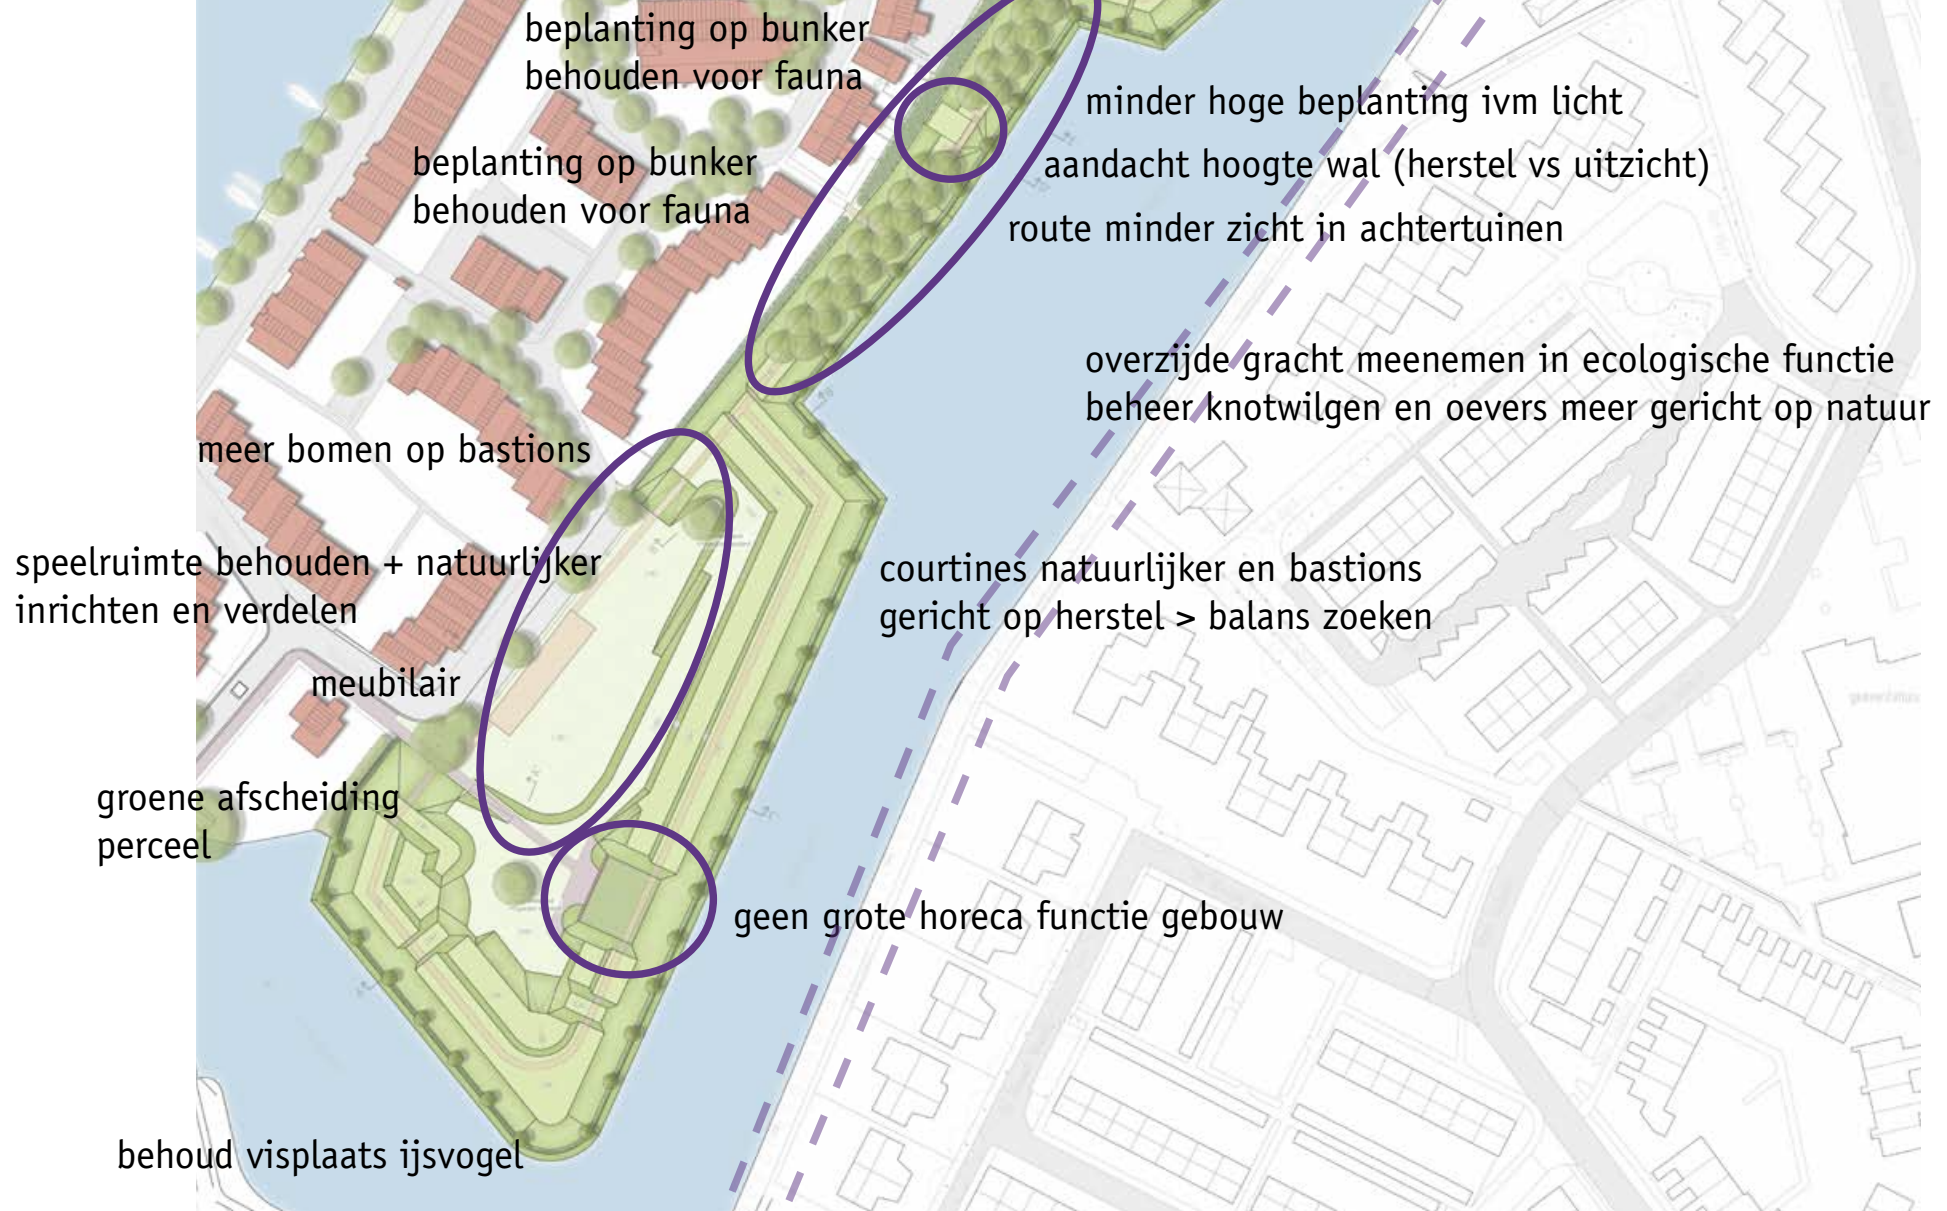 beplanting op bunker
behouden voor fauna
minder hoge beplanting ivm licht
beplanting op bunker
behouden voor fauna
aandacht hoogte wal (herstel vs uitzicht)
route minder zicht in achtertuinen
overzijde gracht meenemen in ecologische functie
beheer knotwilgen en oevers meer gericht op natuur
meer bomen op bastions
speelruimte behouden + natuurlijker
inrichten en verdelen
courtines natuurlijker en bastions
gericht op herstel > balans zoeken
meubilair
groene afscheiding
perceel
geen grote horeca functie gebouw
behoud visplaats ijsvogel